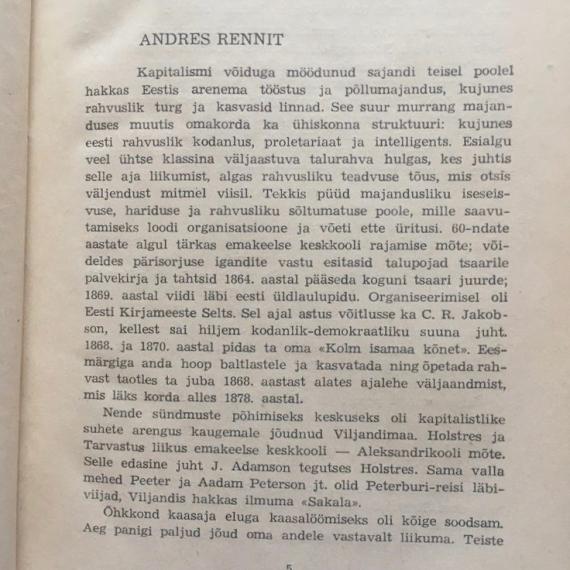 ANDRES RENNIT
Kapitalismi võiduga möödunud sajandi teisel poolel
hakkas Eestis arenema tööstus ja põllumajandus, kujunes
rahvuslik turg ja kasvasid linnad. See suur murrang majan-
duses muutis omakorda ka ühiskonna struktuuri: kujunes
eesti rahvuslik kodanlus, proletariaat ja intelligents. Esialgu
veel ühtse klassina väljaastuva talurahva hulgas, kes juhtis
selle aja liikumist, algas rahvusliku teadvuse tõus, mis otsis
väljendust mitmel viisil. Tekkis püüd majandusliku iseseis-
vuse, hariduse ja rahvusliku sõltumatuse poole, mille saavu-
tamiseks loodi organisatsioone ja võeti ette üritusi. 60-ndate
aastate algul tärkas emakeelse keskkooli rajamise mõte; või-
deldes pärisorjuse igandite vastu esitasid talupojad tsaarile
palvekirja ja tahtsid 1864. aastal pääseda koguni tsaari juurde;
1869. aastal viidi läbi eesti üldlaulupidu. Organiseerimisel oli
Eesti Kirjameeste Selts. Sel ajal astus võitlusse ka C. R. Jakob-
son, kellest sai hiljem kodanlik-demokraatliku suuna juht.
1868. ja 1870. aastal pidas ta oma «Kolm isamaa kõnet». Ees-
märgiga anda hoop baltlastele ja kasvatada ning õpetada rah-
vast taotles ta juba 1868. aastast alates ajalehe väljaandmist,
mis läks korda alles 1878. aastal.
Nende sündmuste põhimiseks keskuseks oli kapitalistlike
suhete arengus kaugemale jõudnud Viljandimaa. Holstres ja
Tarvastus liikus emakeelse keskkooli — Aleksandrikooli mõte.
Selle edasine juht J. Adamson tegutses Holstres. Sama valla
mehed Peeter ja Aadam Peterson jt. olid Peterburi-reisi läbi-
viijad, Viljandis hakkas ilmuma «Sakala».
Õhkkond kaasaja eluga kaasalöömiseks oli kõige soodsam.
Aeg panigi paljud jõud oma andele vastavalt liikuma. Teiste
5